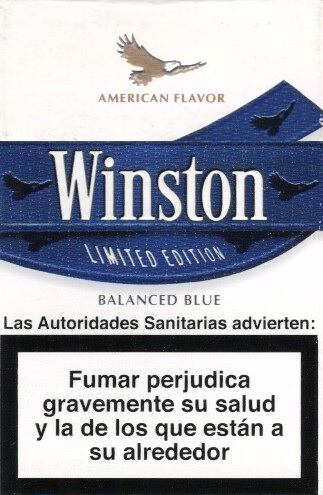 AMERICAN FLAVOR
Winston
LIMITED EDITION
BALANCED BLUE
Las Autoridades Sanitarias advierten:
Fumar perjudica
gravemente su salud
y la de los que están a
su alrededor